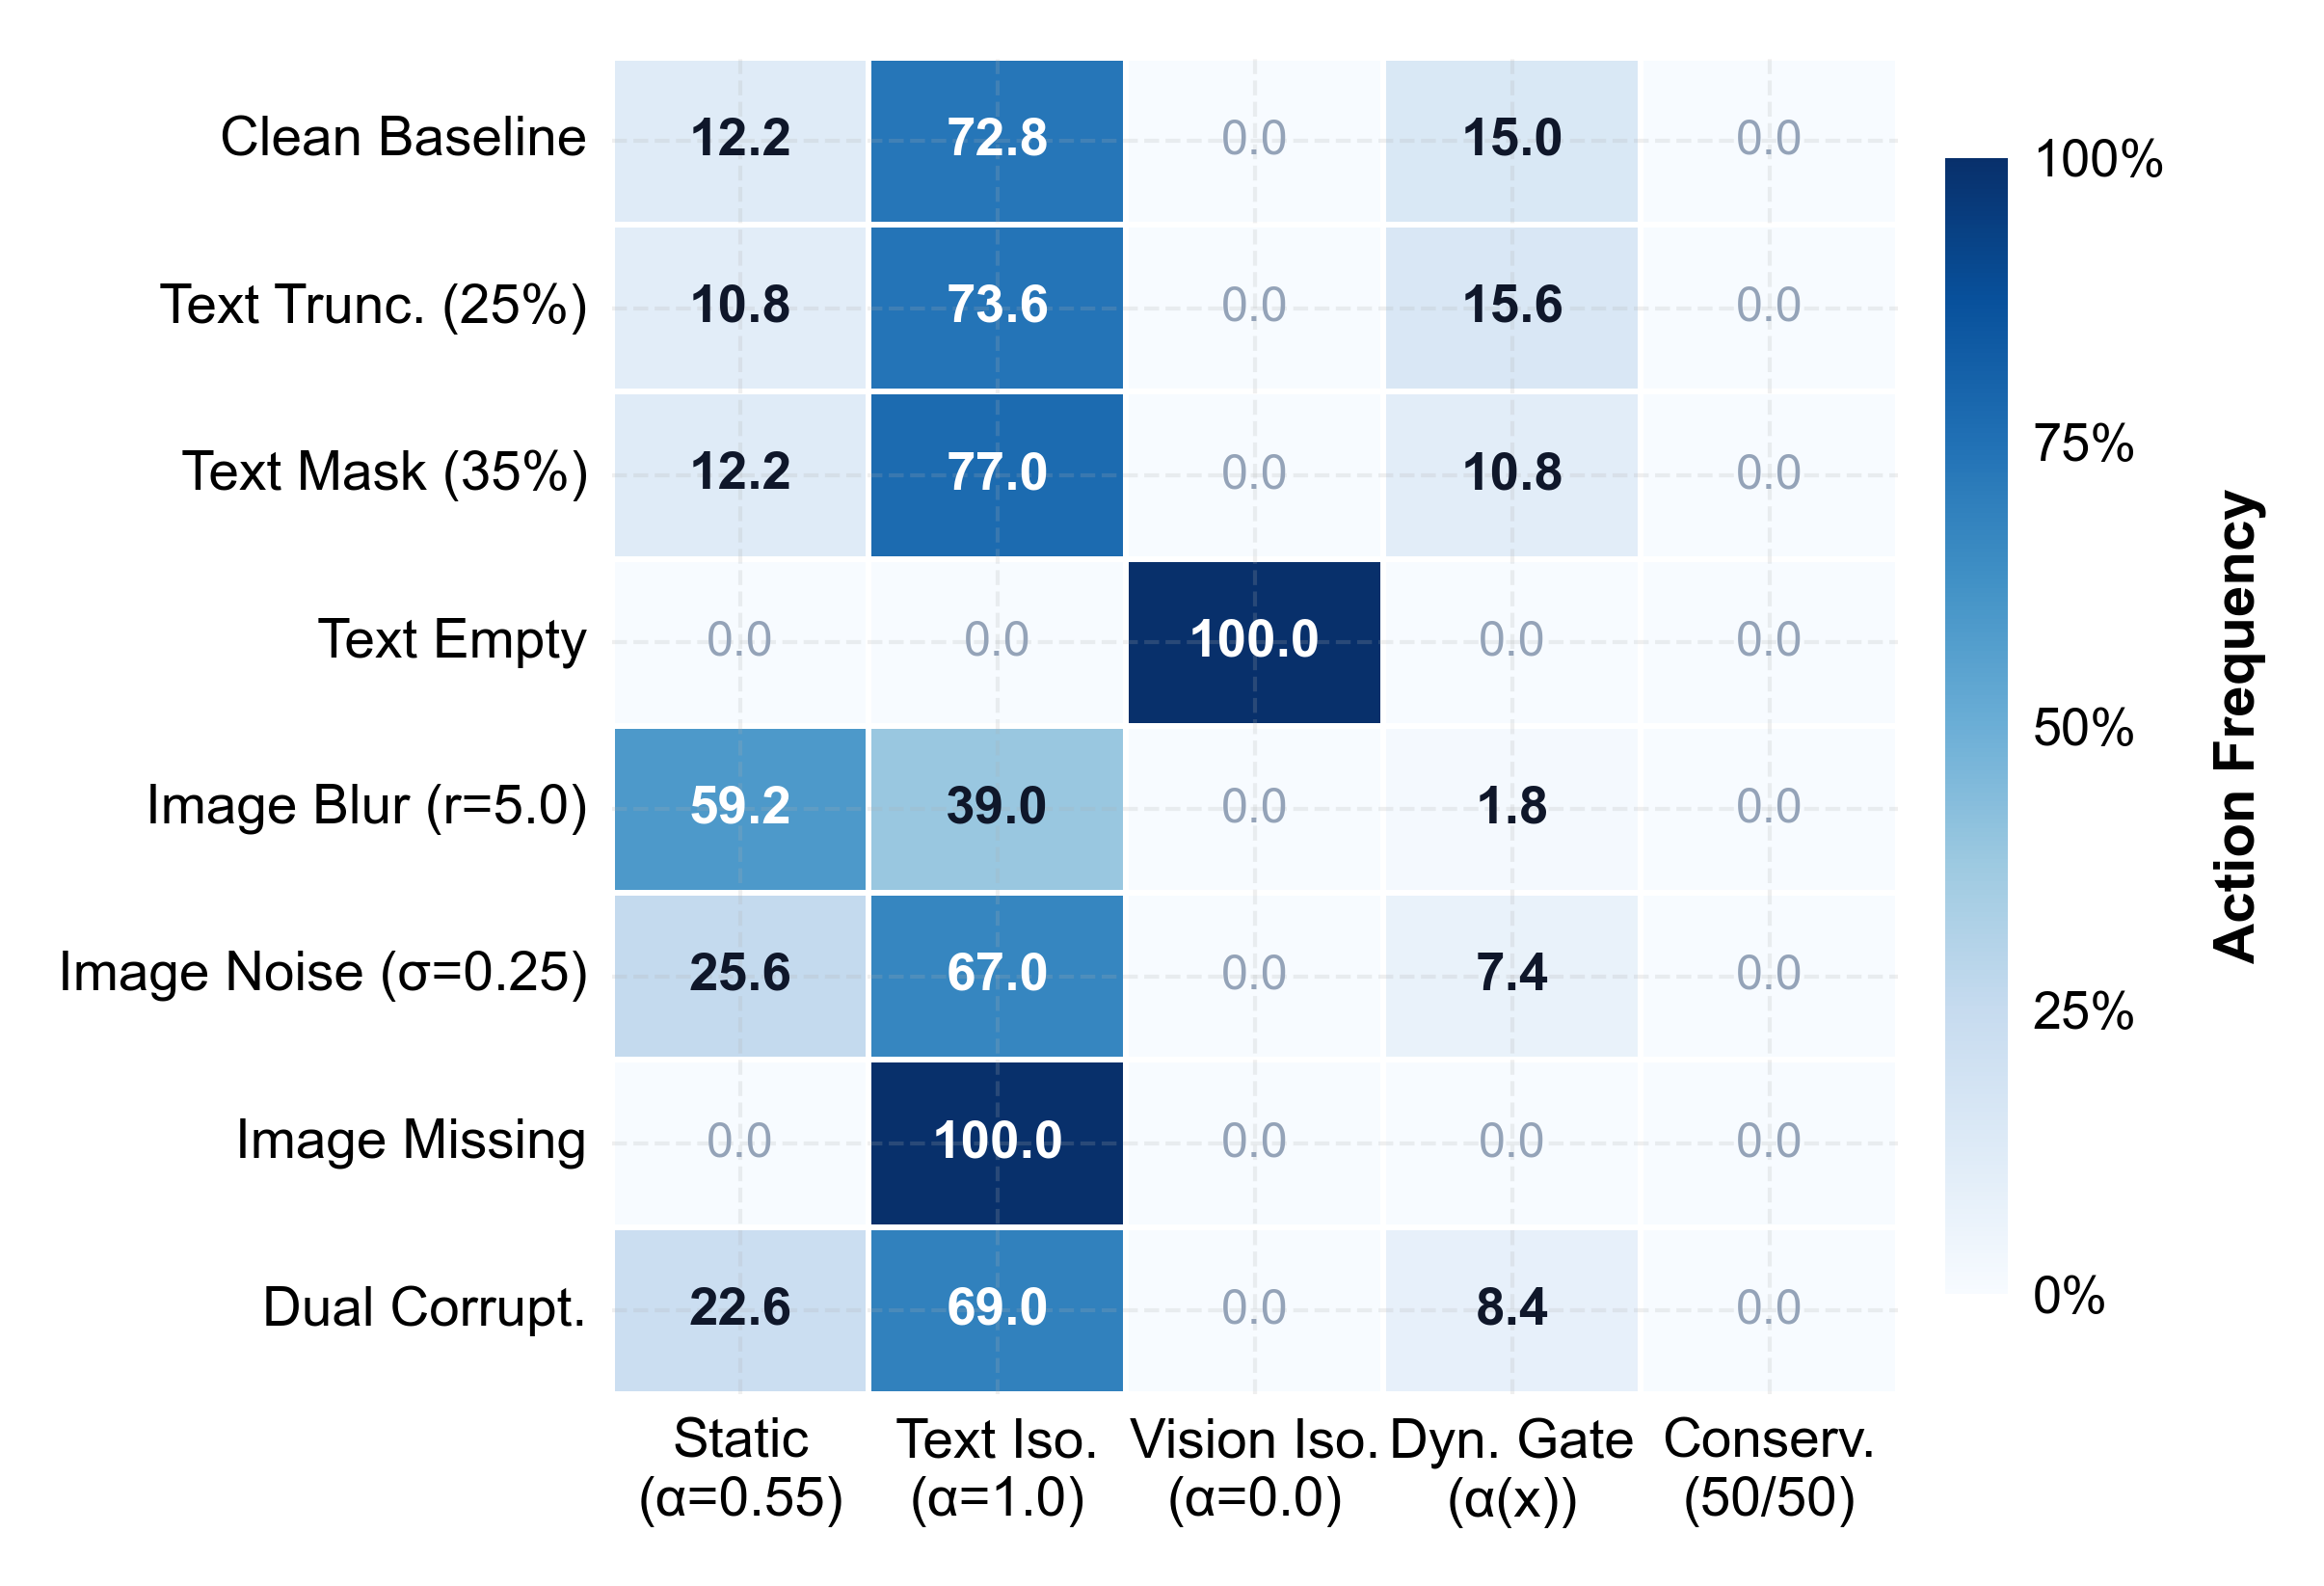 Clean Baseline 12.2 72.8 0.0 15.0 0.0
Text Trunc. (25%) 10.8 73.6 0.0 15.6 0.0
Text Mask (35%) 12.2 77.0 0.0 10.8 0.0
Text Empty 0.0 0.0 100.0 0.0 0.0
Image Blur (r=5.0) 59.2 39.0 0.0 1.8 0.0
Image Noise (σ=0.25) 25.6 67.0 0.0 7.4 0.0
Image Missing 0.0 100.0 0.0 0.0 0.0
Dual Corrupt. 22.6 69.0 0.0 8.4 0.0
Static Text Iso. Vision Iso. Dyn. Gate Conserv.
(α=0.55) (α=1.0) (α=0.0) (α(x)) (50/50)
100%
75%
50%
25%
0%
Action Frequency